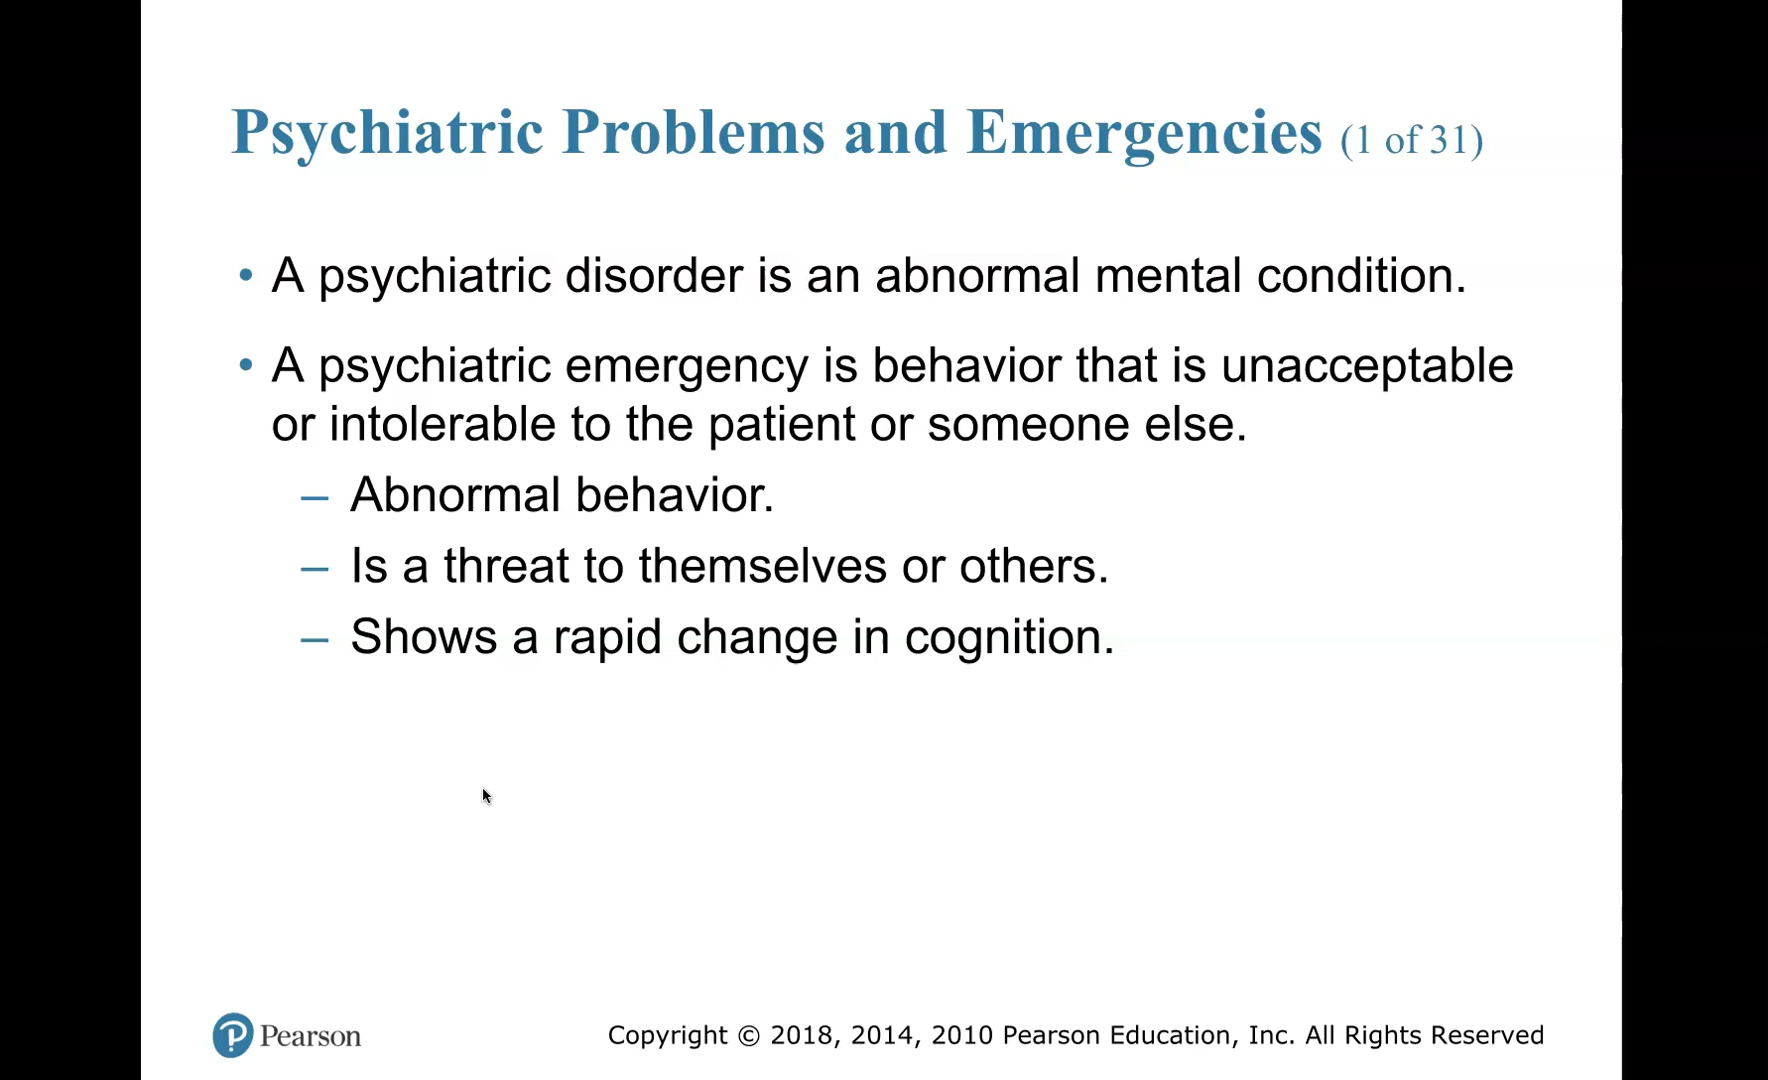 Psychiatric Problems and Emergencies (1 of 31)
• A psychiatric disorder is an abnormal mental condition.
• A psychiatric emergency is behavior that is unacceptable
or intolerable to the patient or someone else.
– Abnormal behavior.
– Is a threat to themselves or others.
– Shows a rapid change in cognition.
P Pearson
Copyright © 2018, 2014, 2010 Pearson Education, Inc. All Rights Reserved